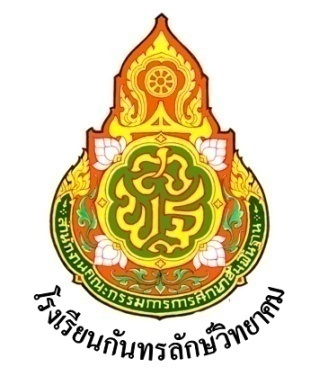 สำนักงานคณะกรรมการการศึกษาขั้นพื้นฐาน
โรงเรียนกันทรลักษ์วิทยาคม